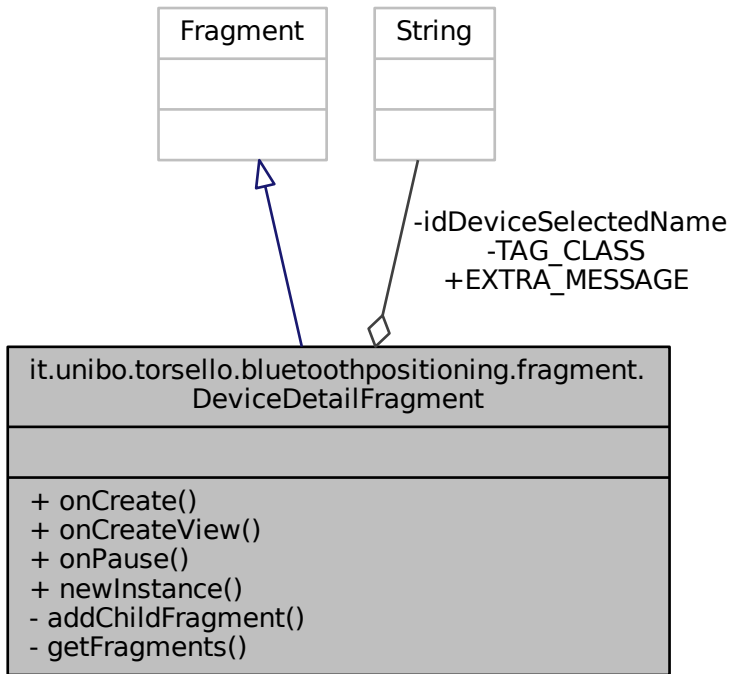 Fragment
String
-idDeviceSelectedName
-TAG_CLASS
+EXTRA_MESSAGE
it.unibo.torsello.bluetoothpositioning.fragment.
DeviceDetailFragment
+ onCreate()
+ onCreateView()
+ onPause()
+ newInstance()
- addChildFragment()
- getFragments()